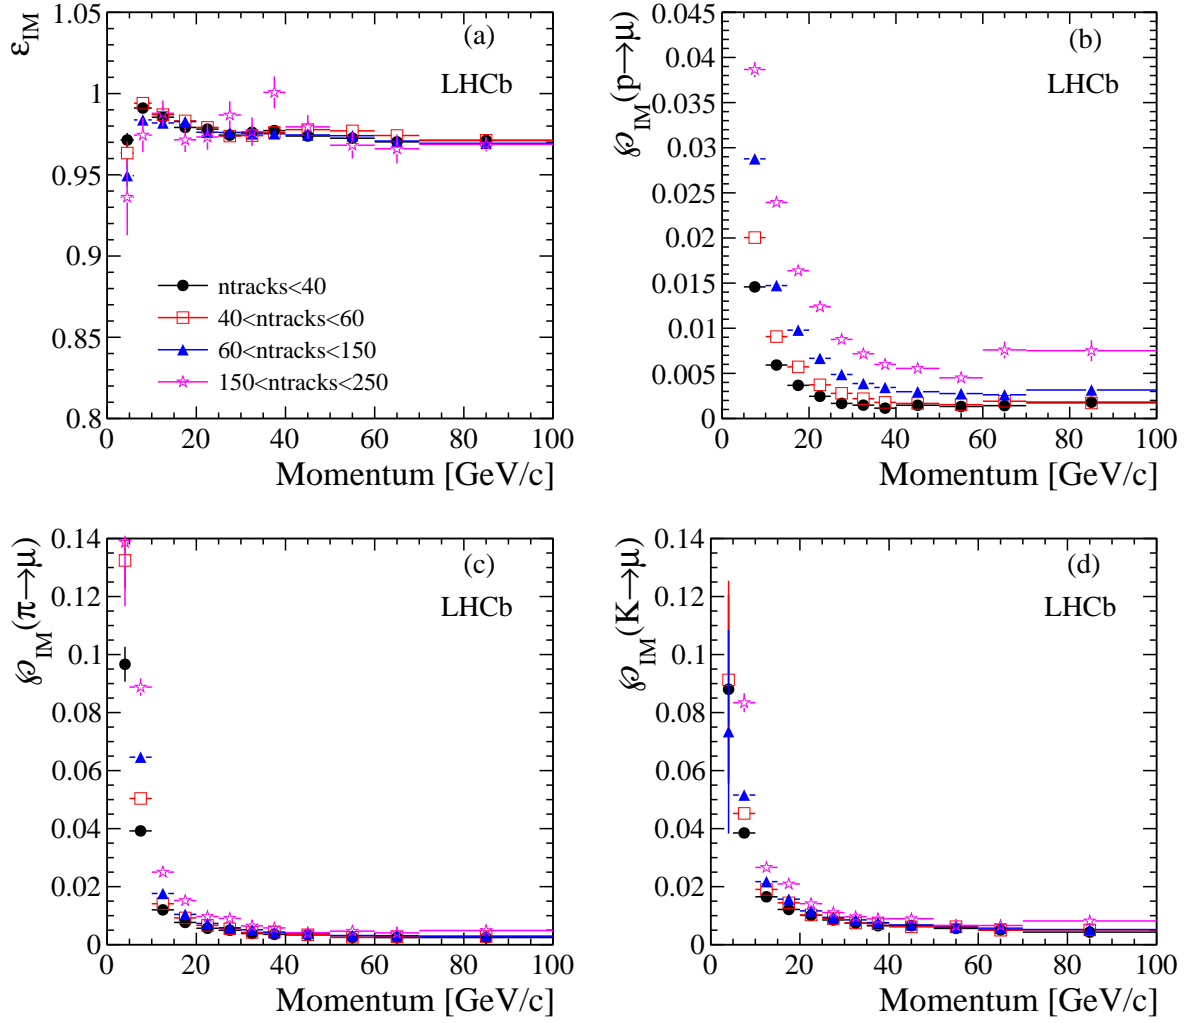 ε_IM
1.05
1
0.95
0.9
0.85
0.8
(a)
LHCb
ntracks<40
40<ntracks<60
60<ntracks<150
150<ntracks<250
0 20 40 60 80 100
Momentum [GeV/c]
℘_IM(p→μ)
0.045
0.04
0.035
0.03
0.025
0.02
0.015
0.01
0.005
0
(b)
LHCb
0 20 40 60 80 100
Momentum [GeV/c]
℘_IM(π→μ)
0.14
0.12
0.1
0.08
0.06
0.04
0.02
0
(c)
LHCb
0 20 40 60 80 100
Momentum [GeV/c]
℘_IM(K→μ)
0.14
0.12
0.1
0.08
0.06
0.04
0.02
0
(d)
LHCb
0 20 40 60 80 100
Momentum [GeV/c]